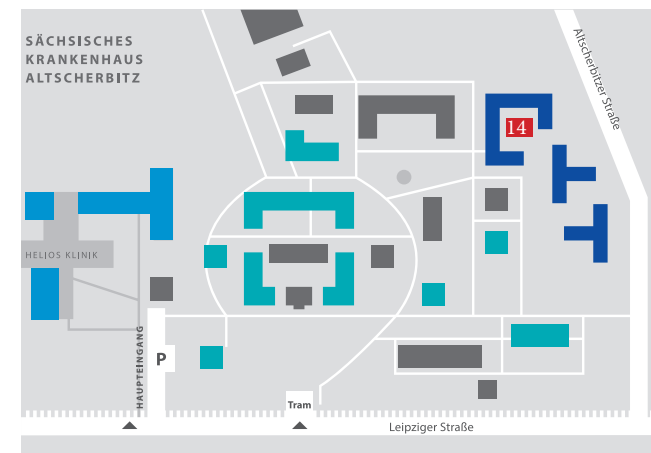 SÄCHSISCHES
KRANKENHAUS
ALTSCHERBITZ
Altscherbitzer Straße
14
HELIOS KLINIK
HAUPTEINGANG
P
Tram
Leipziger Straße